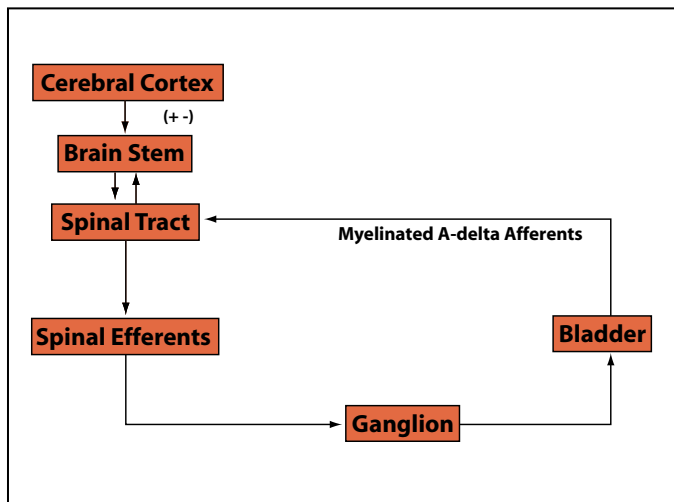 Cerebral Cortex
(+ -)
Brain Stem
Spinal Tract
Myelinated A-delta Afferents
Spinal Efferents
Bladder
Ganglion